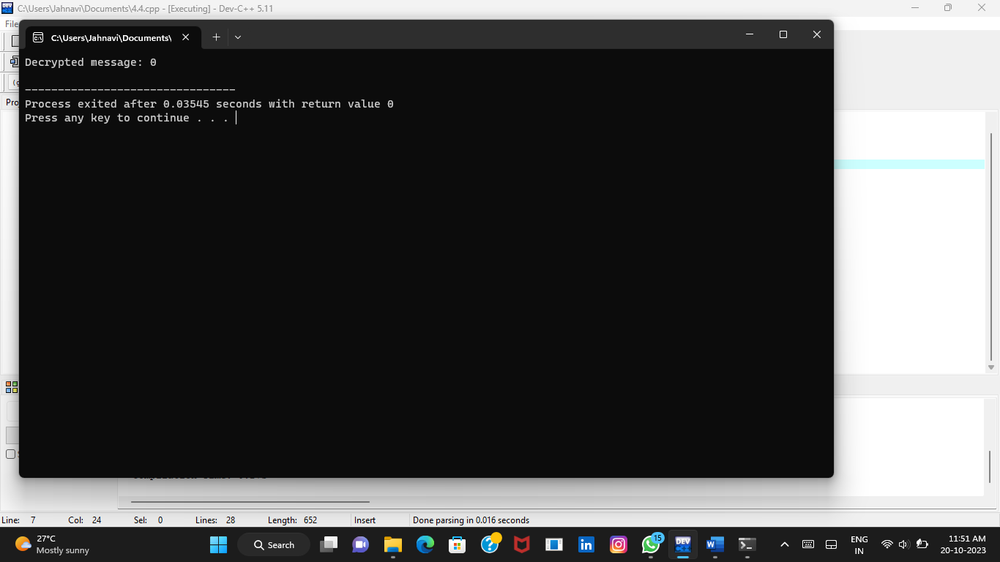 C:\Users\Jahnavi\Documents\4.4.cpp - [Executing] - Dev-C++ 5.11
File
C:\Users\Jahnavi\Documents\
Decrypted message: 0
--------------------------------
Process exited after 0.03545 seconds with return value 0
Press any key to continue . . .
Line: 7 Col: 24 Sel: 0 Lines: 28 Length: 652 Insert Done parsing in 0.016 seconds
27°C
Mostly sunny
Search
15
ENG
IN
11:51 AM
20-10-2023